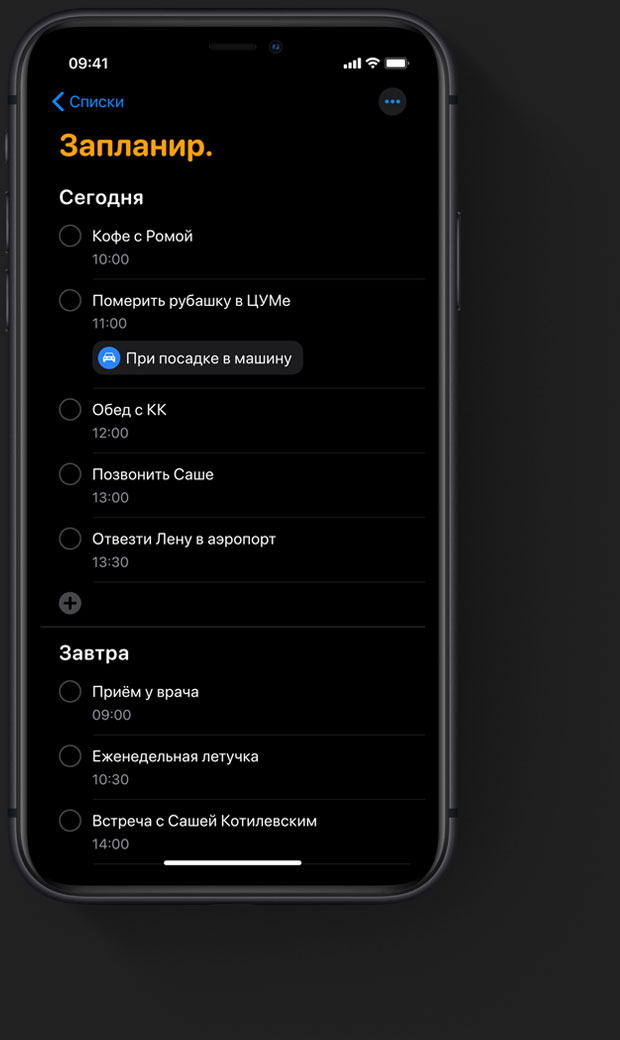 09:41
Списки
Запланир.
Сегодня
Кофе с Ромой
10:00
Померить рубашку в ЦУМе
11:00
При посадке в машину
Обед с КК
12:00
Позвонить Саше
13:00
Отвезти Лену в аэропорт
13:30
Завтра
Приём у врача
09:00
Еженедельная летучка
10:30
Встреча с Сашей Котилевским
14:00